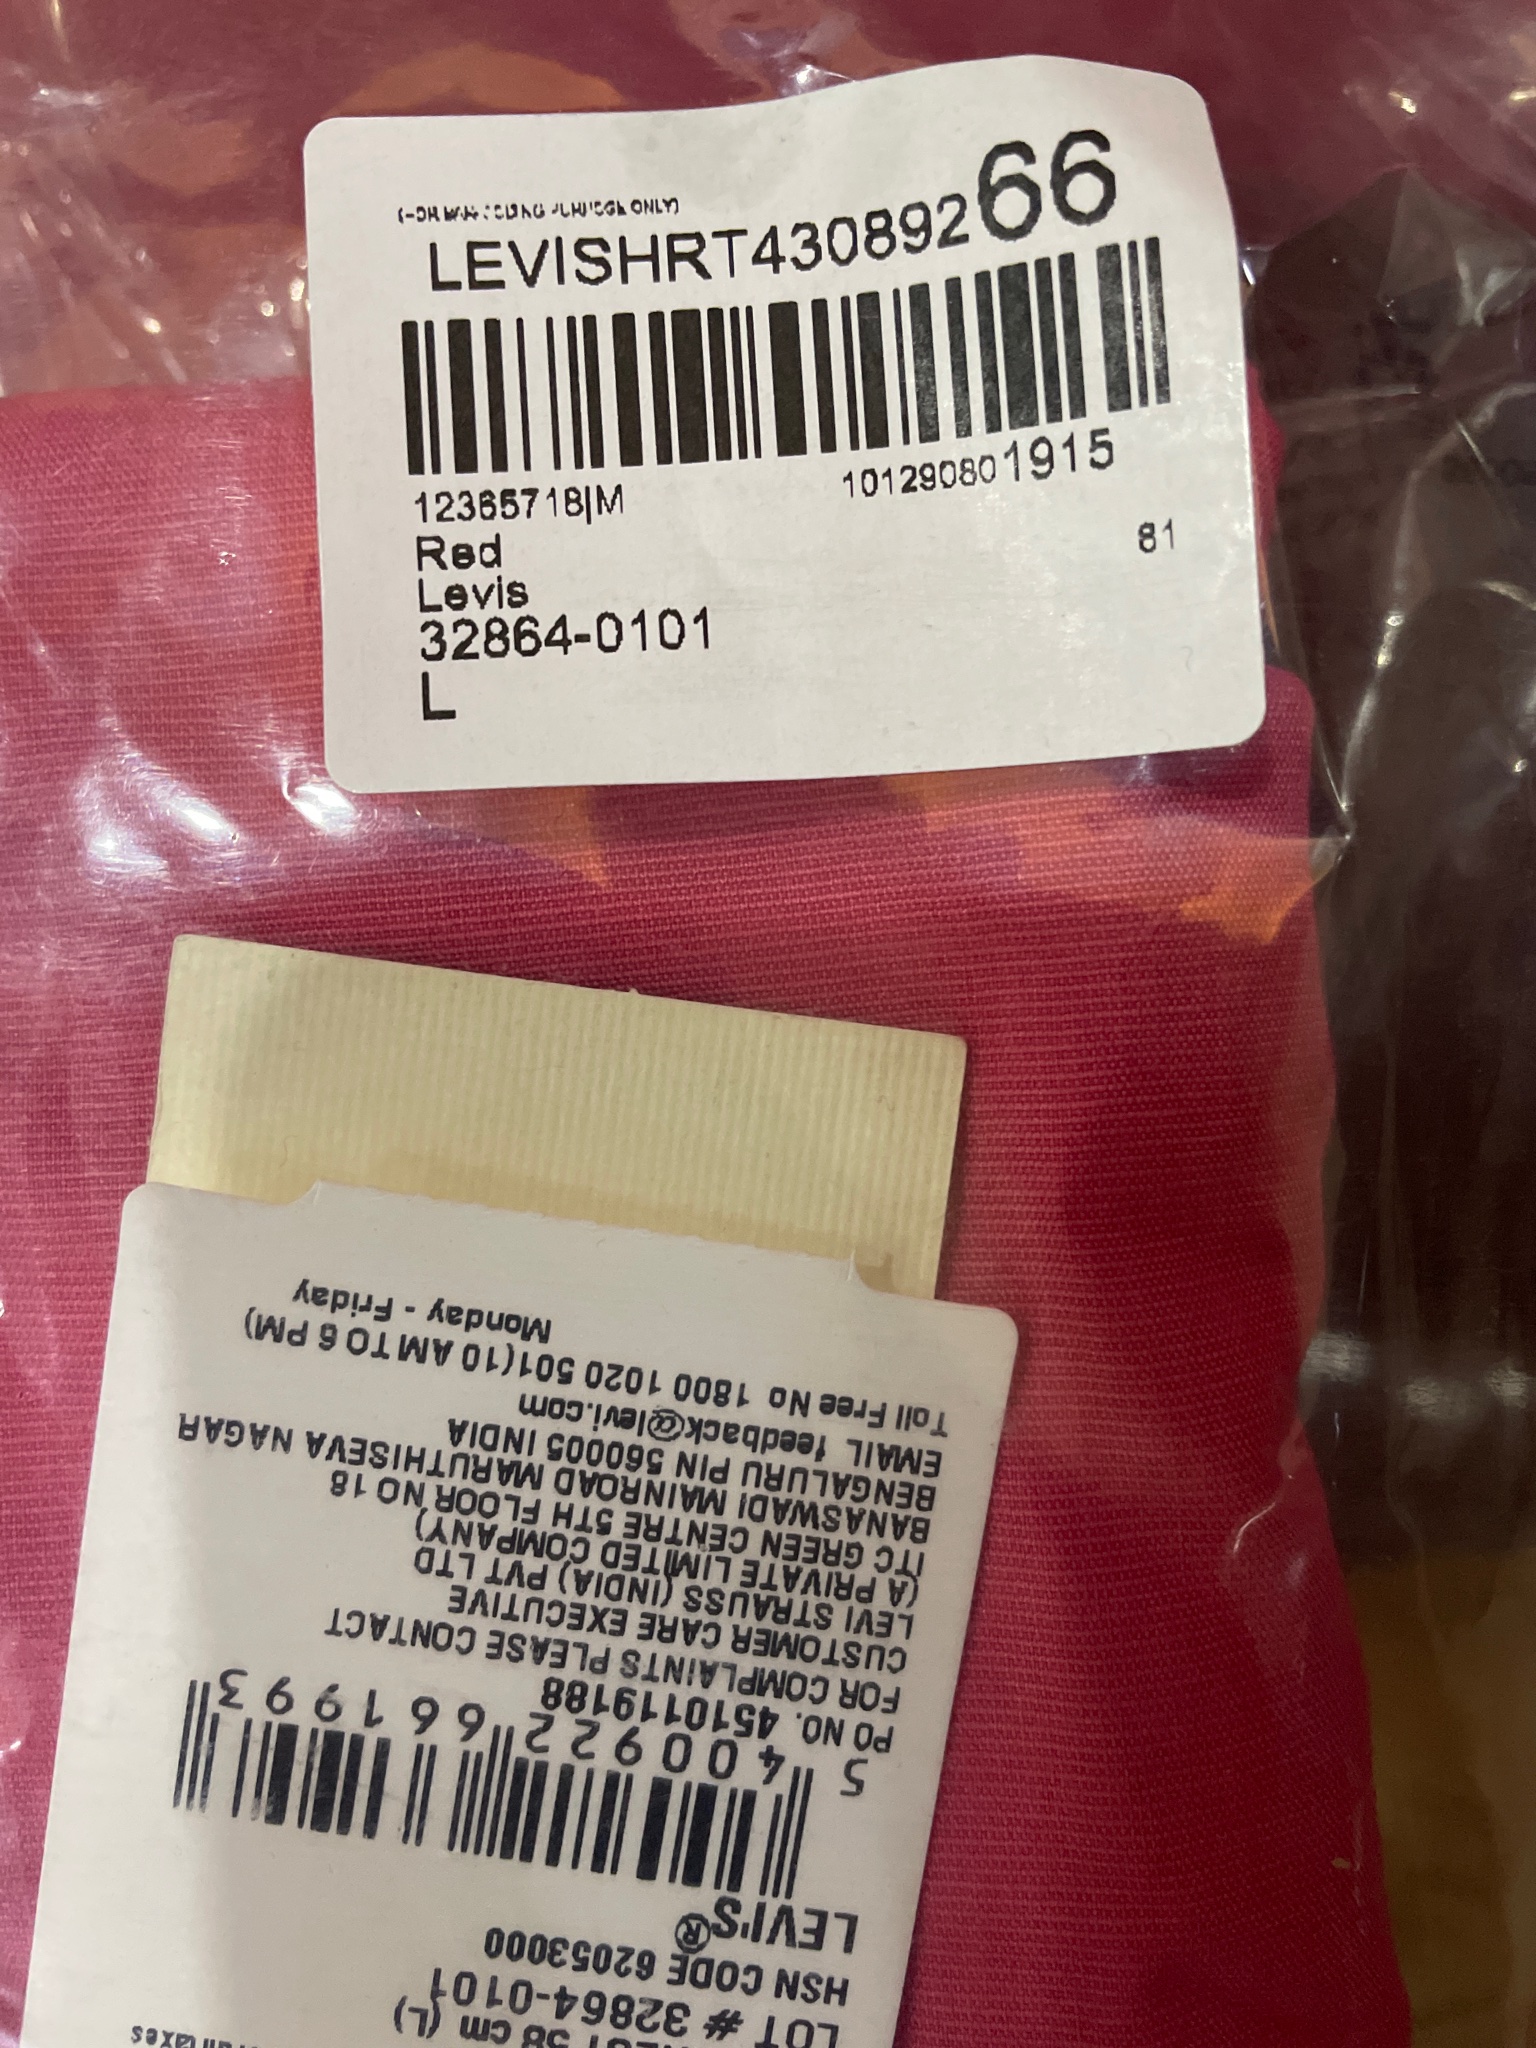 LEVISHRT43089266
12365718|M
101290801915
Red
81
Levis
32864-0101
L
58 cm (L)
LOT # 32864-0101
HSN CODE 62053000
LEVI'S®
5 400922 661993
PO NO. 4510119188
FOR COMPLAINTS PLEASE CONTACT
CUSTOMER CARE EXECUTIVE
LEVI STRAUSS (INDIA) PVT LTD
(A PRIVATE LIMITED COMPANY)
ITC GREEN CENTRE 5TH FLOOR NO 18
BANASWADI MAINROAD MARUTHISEVA NAGAR
BENGALURU PIN 560005 INDIA
EMAIL feedback@levi.com
Toll Free No 1800 1020 501(10 AM TO 6 PM)
Monday - Friday